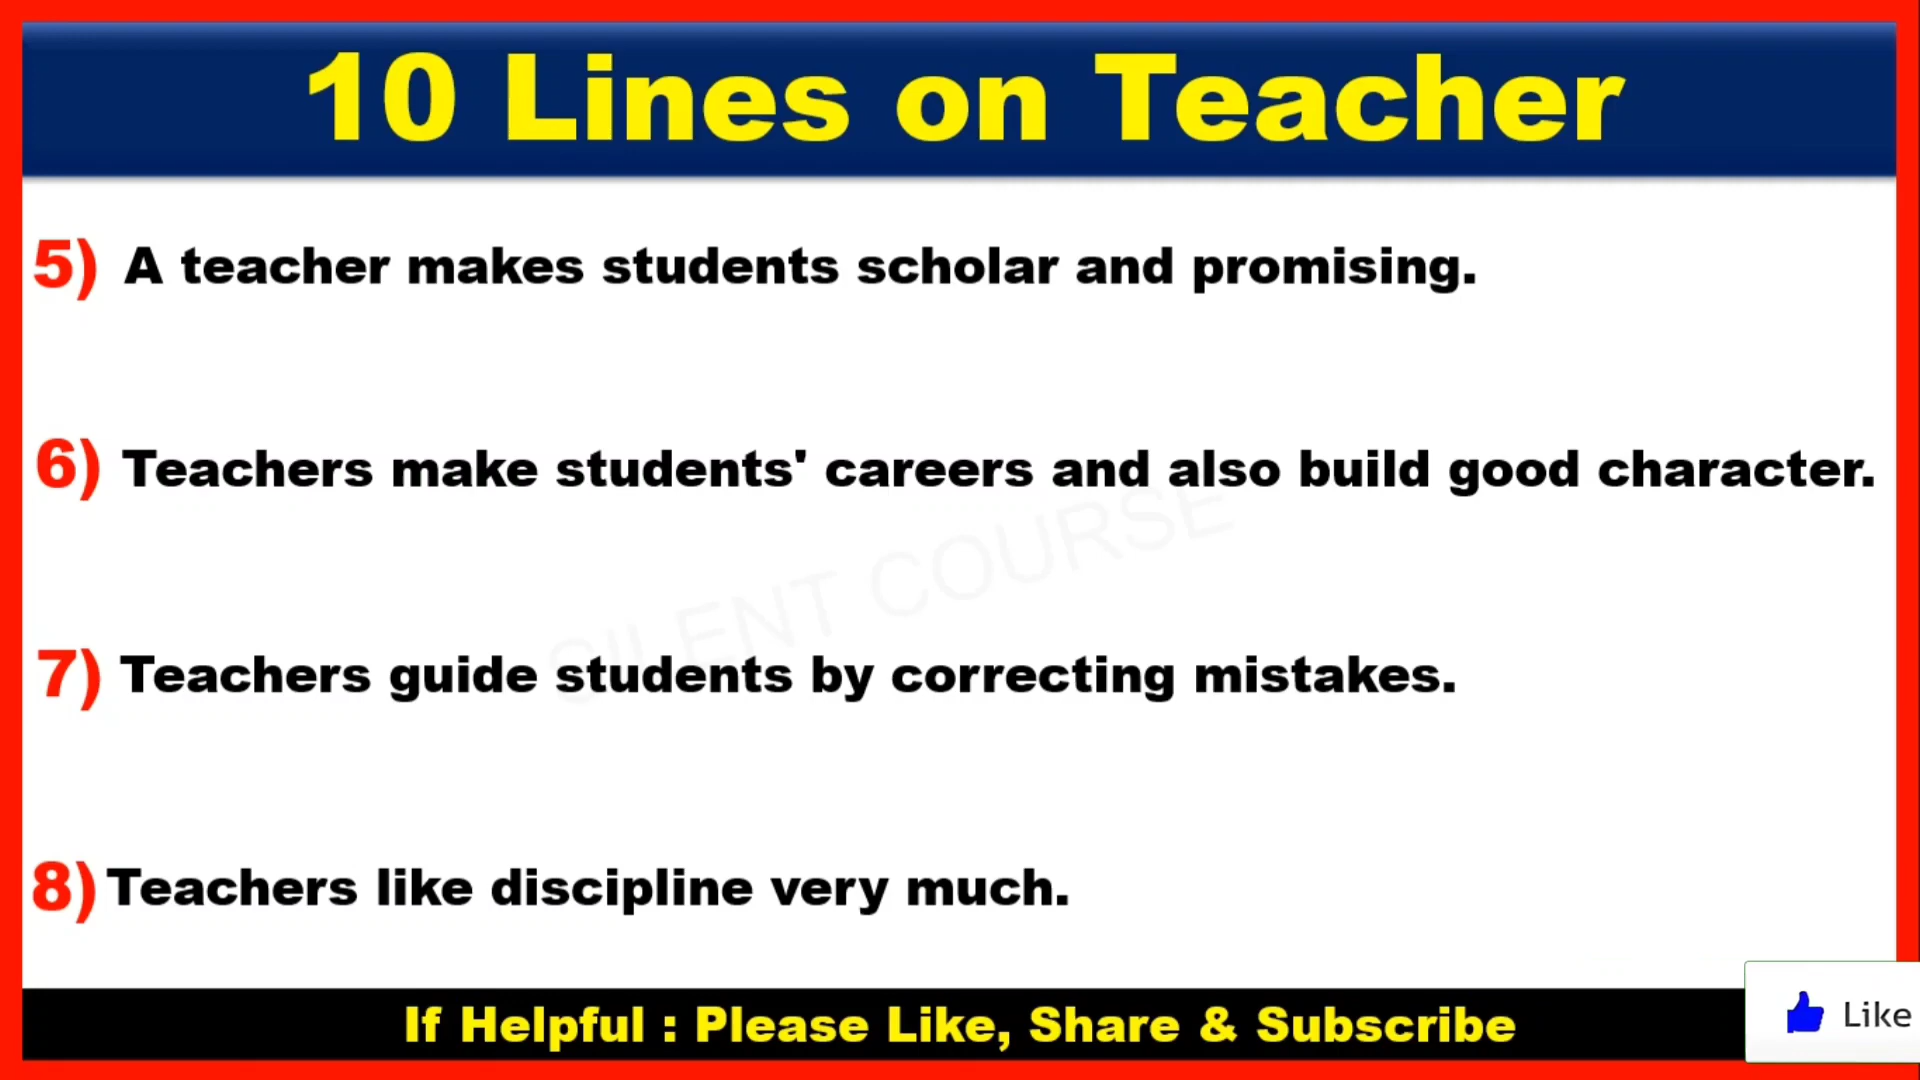 10 Lines on Teacher
5) A teacher makes students scholar and promising.
6) Teachers make students' careers and also build good character.
SILENT COURSE
7) Teachers guide students by correcting mistakes.
8) Teachers like discipline very much.
If Helpful : Please Like, Share & Subscribe
Like